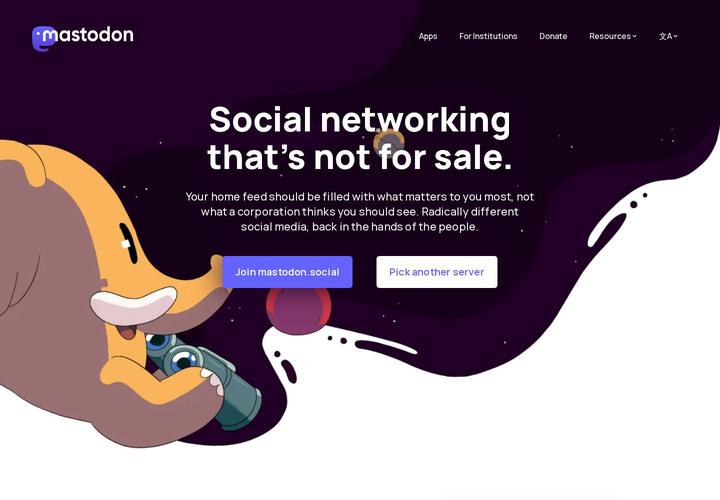 mastodon
Apps For Institutions Donate Resources 文A
Social networking
that's not for sale.
Your home feed should be filled with what matters to you most, not
what a corporation thinks you should see. Radically different
social media, back in the hands of the people.
Join mastodon.social Pick another server